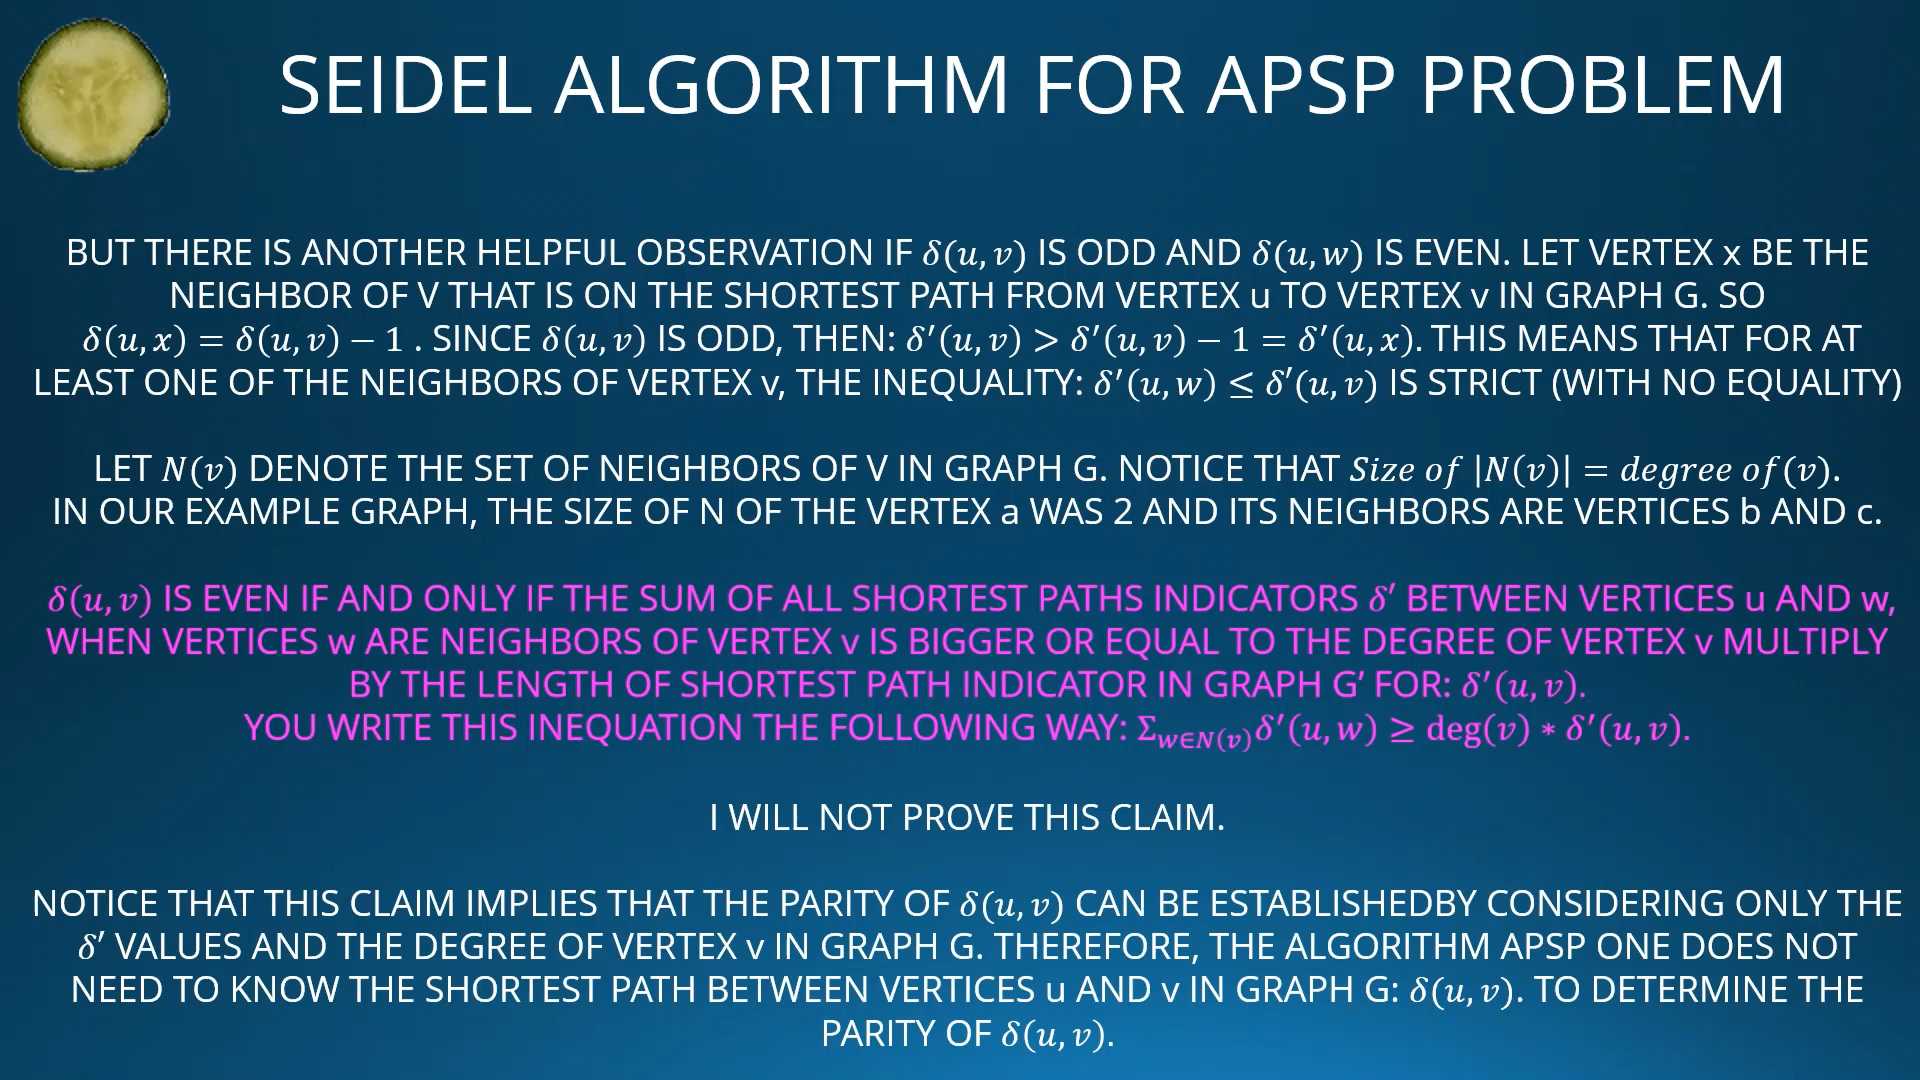 SEIDEL ALGORITHM FOR APSP PROBLEM
BUT THERE IS ANOTHER HELPFUL OBSERVATION IF δ(u, v) IS ODD AND δ(u, w) IS EVEN. LET VERTEX x BE THE
NEIGHBOR OF V THAT IS ON THE SHORTEST PATH FROM VERTEX u TO VERTEX v IN GRAPH G. SO
δ(u, x) = δ(u, v) − 1 . SINCE δ(u, v) IS ODD, THEN: δ′(u, v) > δ′(u, v) − 1 = δ′(u, x). THIS MEANS THAT FOR AT
LEAST ONE OF THE NEIGHBORS OF VERTEX v, THE INEQUALITY: δ′(u, w) ≤ δ′(u, v) IS STRICT (WITH NO EQUALITY)
LET N(v) DENOTE THE SET OF NEIGHBORS OF V IN GRAPH G. NOTICE THAT Size of |N(v)| = degree of(v).
IN OUR EXAMPLE GRAPH, THE SIZE OF N OF THE VERTEX a WAS 2 AND ITS NEIGHBORS ARE VERTICES b AND c.
δ(u, v) IS EVEN IF AND ONLY IF THE SUM OF ALL SHORTEST PATHS INDICATORS δ′ BETWEEN VERTICES u AND w,
WHEN VERTICES w ARE NEIGHBORS OF VERTEX v IS BIGGER OR EQUAL TO THE DEGREE OF VERTEX v MULTIPLY
BY THE LENGTH OF SHORTEST PATH INDICATOR IN GRAPH G’ FOR: δ′(u, v).
YOU WRITE THIS INEQUATION THE FOLLOWING WAY: Σw∈N(v)δ′(u, w) ≥ deg(v) ∗ δ′(u, v).
I WILL NOT PROVE THIS CLAIM.
NOTICE THAT THIS CLAIM IMPLIES THAT THE PARITY OF δ(u, v) CAN BE ESTABLISHEDBY CONSIDERING ONLY THE
δ′ VALUES AND THE DEGREE OF VERTEX v IN GRAPH G. THEREFORE, THE ALGORITHM APSP ONE DOES NOT
NEED TO KNOW THE SHORTEST PATH BETWEEN VERTICES u AND v IN GRAPH G: δ(u, v). TO DETERMINE THE
PARITY OF δ(u, v).